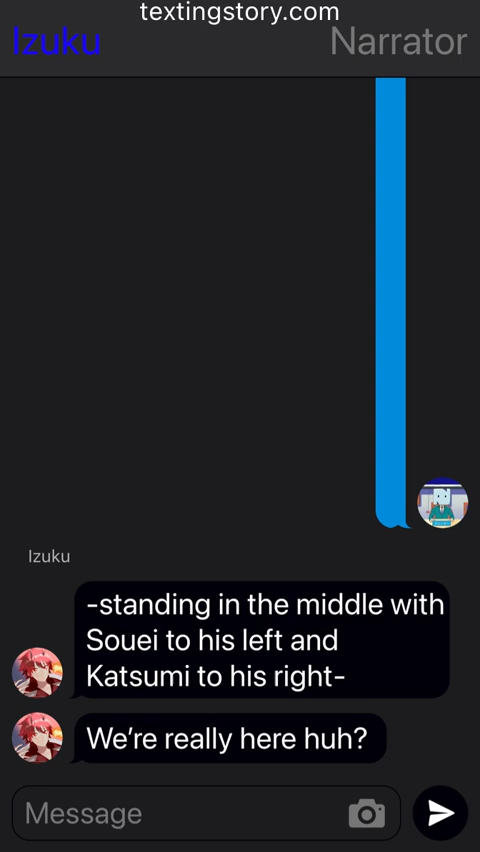 textingstory.com
Izuku
Narrator
Izuku
-standing in the middle with
Souei to his left and
Katsumi to his right-
We’re really here huh?
Message